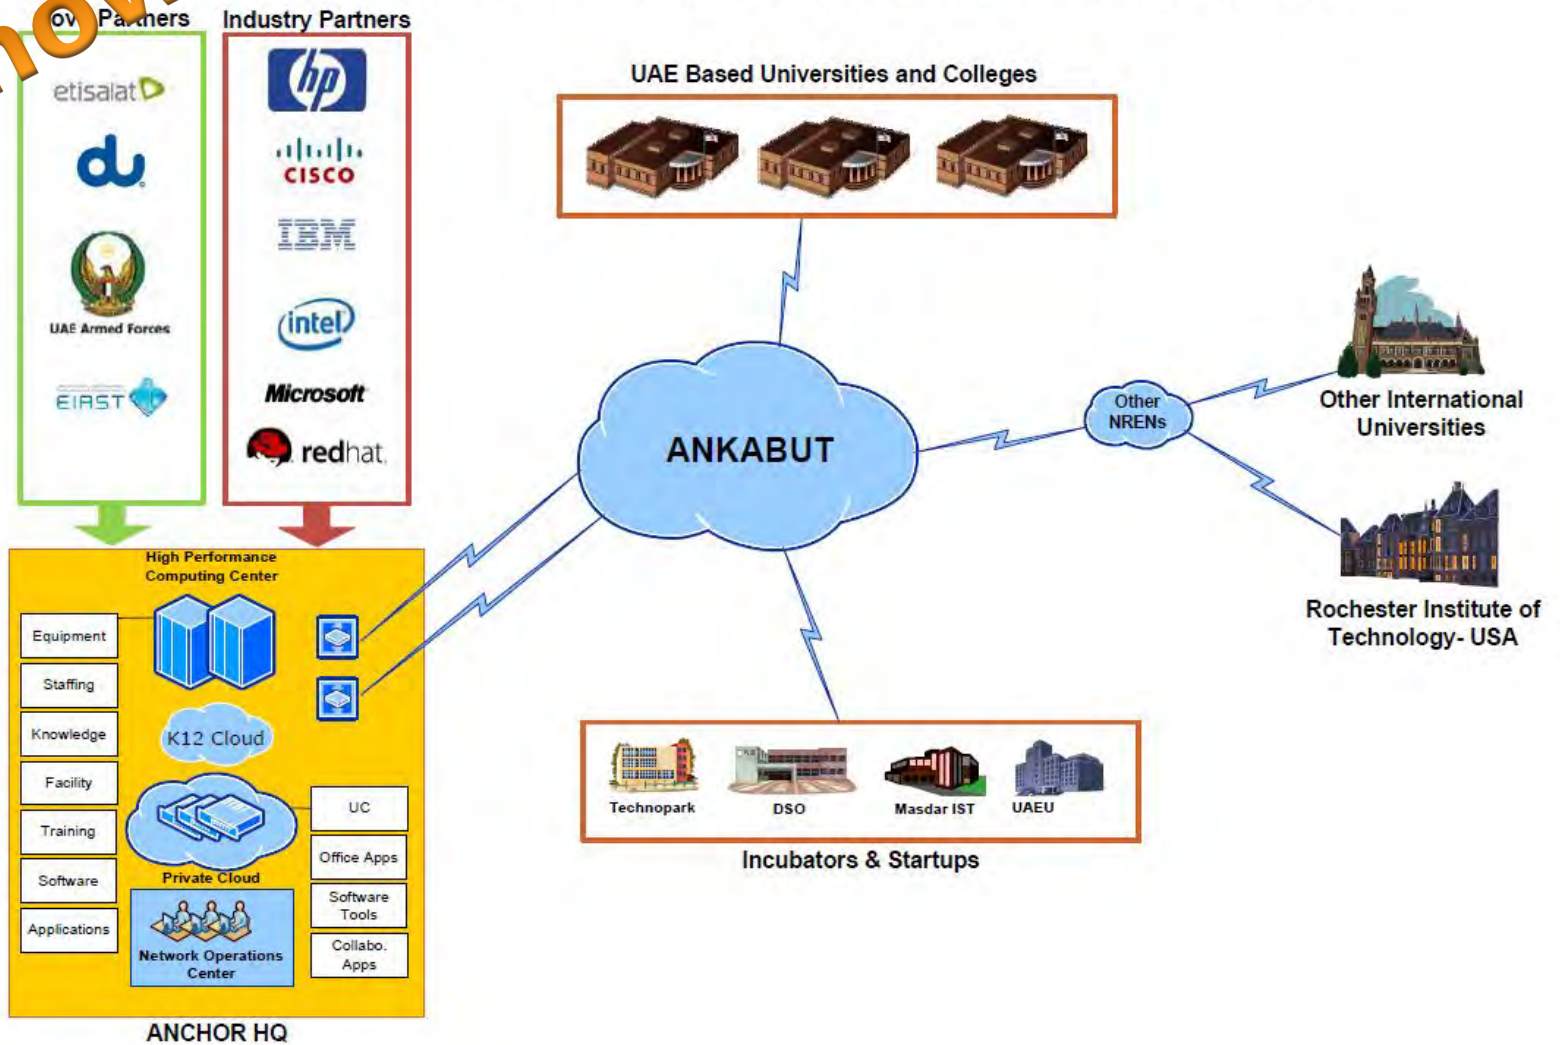 Partners
Industry Partners
etisalat
du
UAE Armed Forces
EIAST
hp
CISCO
IBM
intel
Microsoft
redhat
UAE Based Universities and Colleges
ANKABUT
Other
NRENs
Other International
Universities
Rochester Institute of
Technology- USA
High Performance
Computing Center
Equipment
Staffing
Knowledge
Facility
Training
Software
Applications
K12 Cloud
Private Cloud
Network Operations
Center
UC
Office Apps
Software
Tools
Collabo.
Apps
ANCHOR HQ
Technopark
DSO
Masdar IST
UAEU
Incubators & Startups